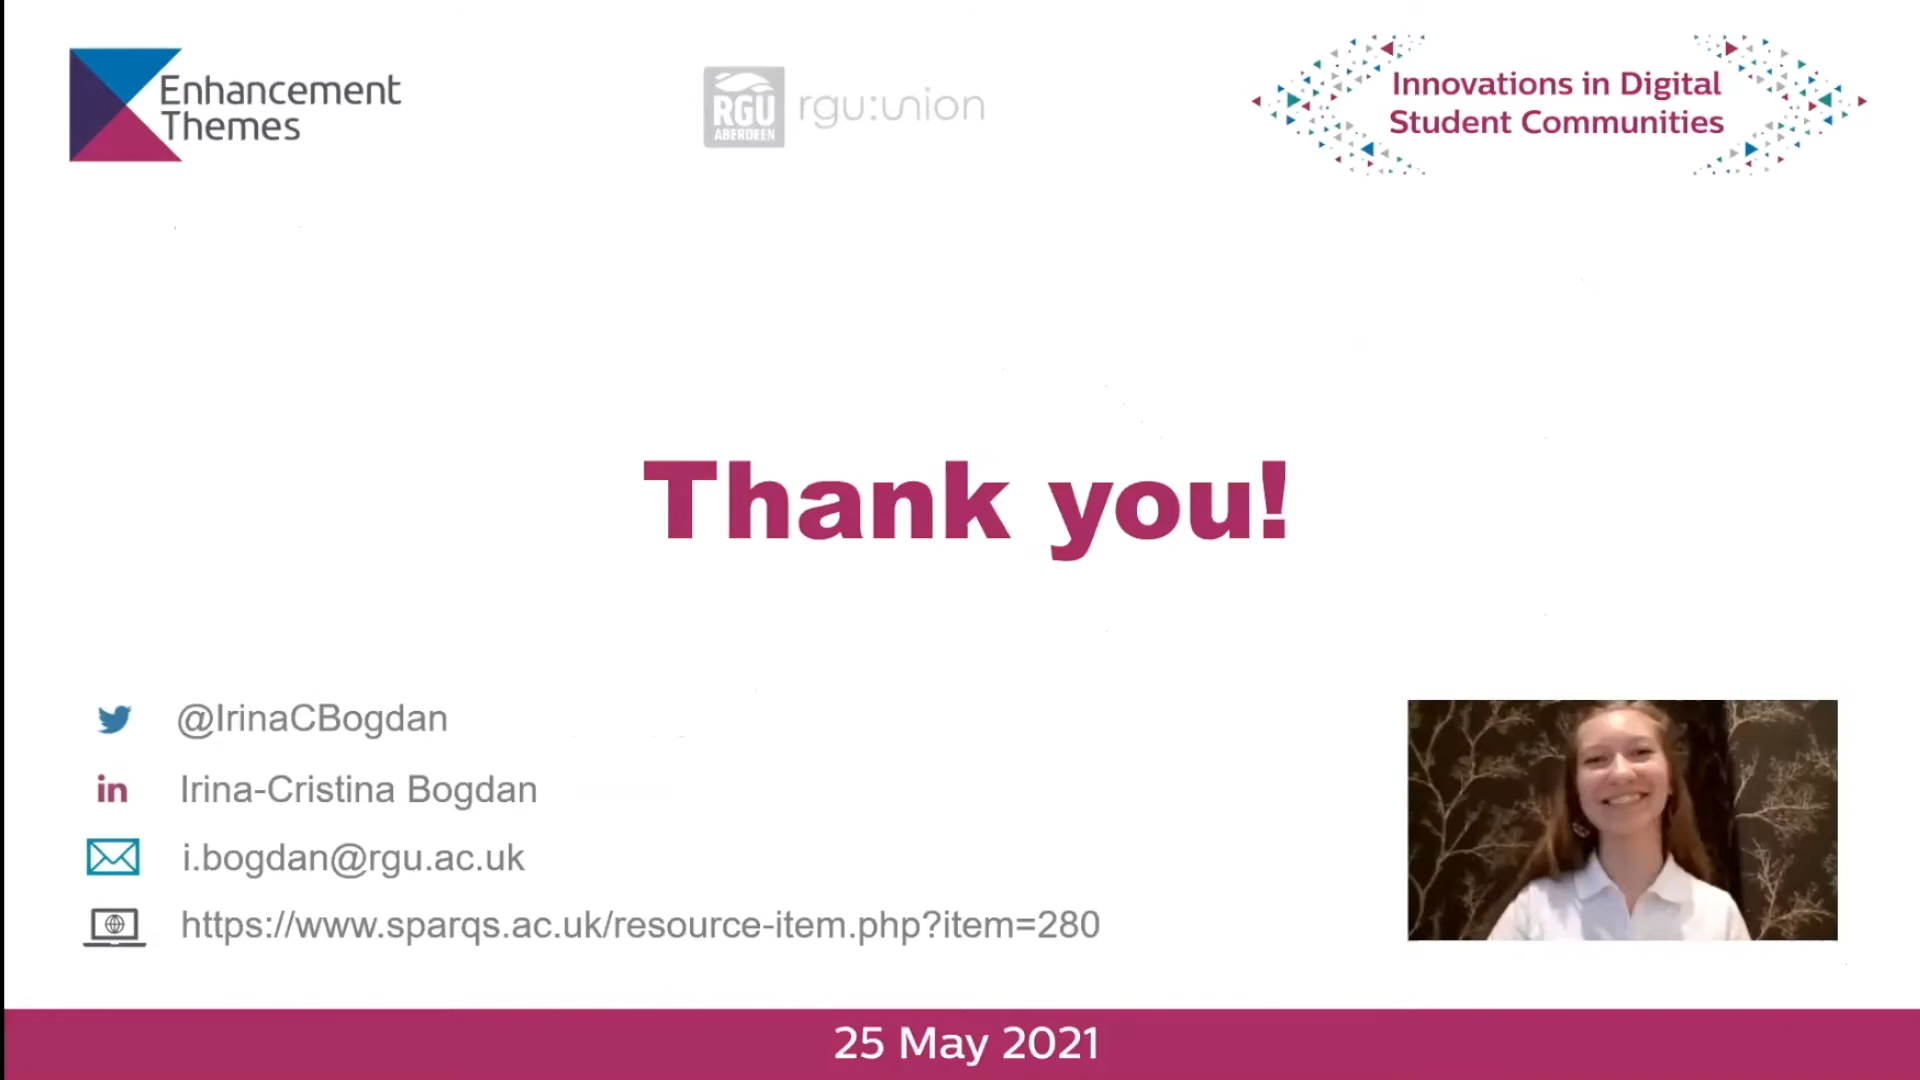 Enhancement
Themes
RGU
ABERDEEN
rgu:union
Innovations in Digital
Student Communities
Thank you!
@IrinaCBogdan
in
Irina-Cristina Bogdan
i.bogdan@rgu.ac.uk
https://www.sparqs.ac.uk/resource-item.php?item=280
25 May 2021